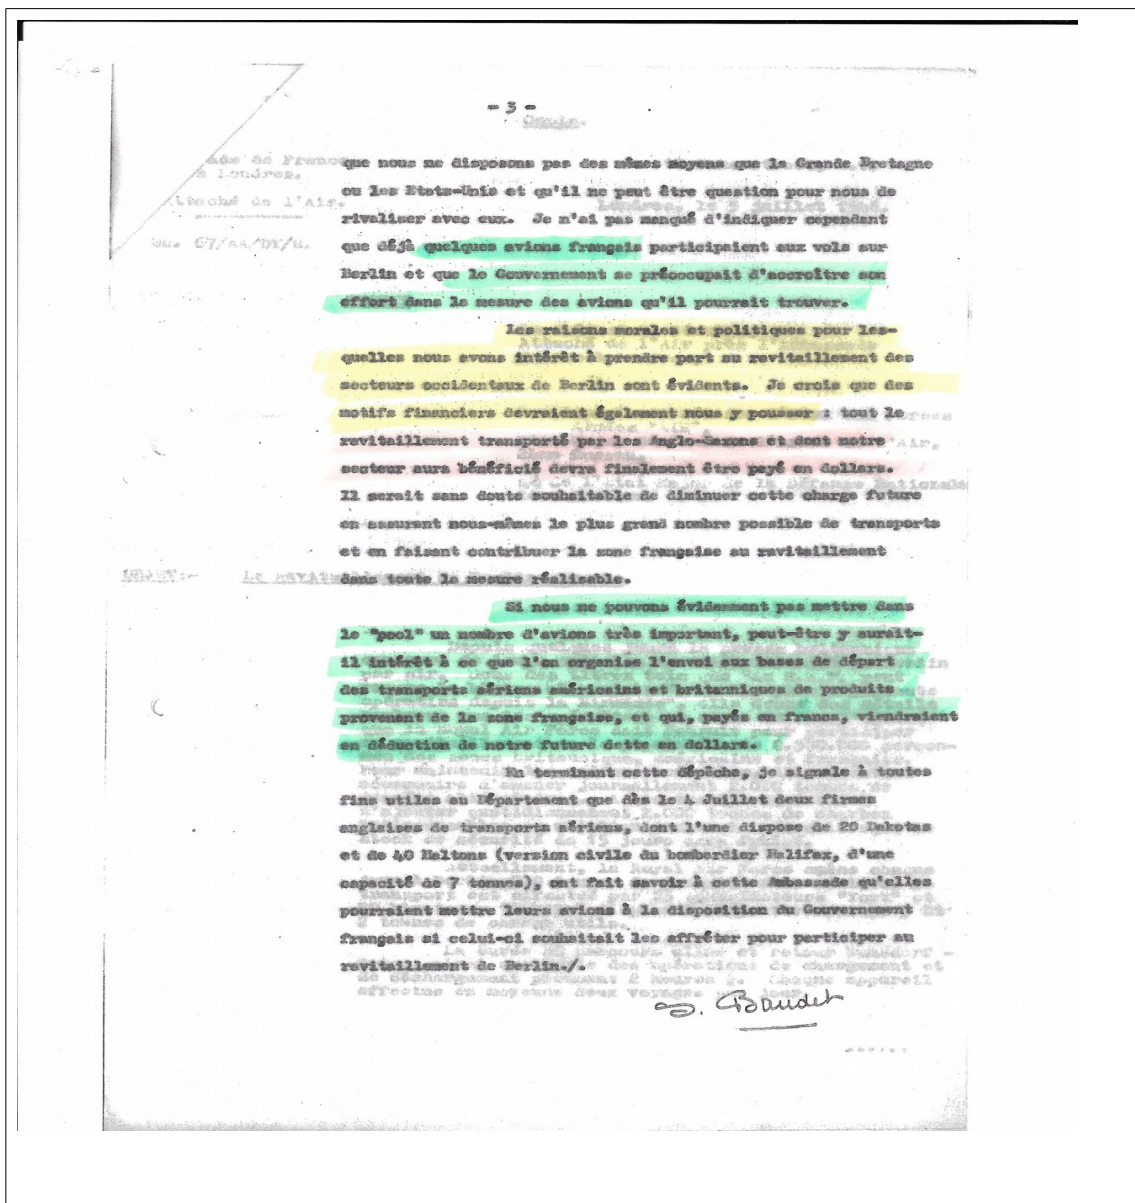 - 3 -
que nous ne disposons pas des mêmes moyens que la Grande Bretagne
ou les Etats-Unis et qu'il ne peut être question pour nous de
rivaliser avec eux. Je n'ai pas manqué d'indiquer cependant
que déjà quelques avions français participaient aux vols sur
Berlin et que le Gouvernement se préoccupait d'accroître son
effort dans la mesure des avions qu'il pourrait trouver.
Les raisons morales et politiques pour les-
quelles nous avons intérêt à prendre part au ravitaillement des
secteurs occidentaux de Berlin sont évidents. Je crois que des
motifs financiers devraient également nous y pousser : tout le
ravitaillement transporté par les Anglo-Saxons et dont notre
secteur aura bénéficié devra finalement être payé en dollars.
Il serait sans doute souhaitable de diminuer cette charge future
en assurant nous-mêmes le plus grand nombre possible de transports
et en faisant contribuer la zone française au ravitaillement
dans toute la mesure réalisable.
Si nous ne pouvons évidemment pas mettre dans
le "pool" un nombre d'avions très important, peut-être y aurait-
il intérêt à ce que l'on organise l'envoi aux bases de départ
des transports aériens américains et britanniques de produits
provenant de la zone française, et qui, payés en francs, viendraient
en déduction de notre future dette en dollars.
En terminant cette dépêche, je signale à toutes
fins utiles au Département que dès le 4 Juillet deux firmes
anglaises de transports aériens, dont l'une dispose de 20 Dakotas
et de 40 Haltons (version civile du bombardier Halifax, d'une
capacité de 7 tonnes), ont fait savoir à cette Ambassade qu'elles
pourraient mettre leurs avions à la disposition du Gouvernement
français si celui-ci souhaitait les affréter pour participer au
ravitaillement de Berlin./.
Baudet
de France
Londres.
de l'Air.
No. 67/AA/DY/H.